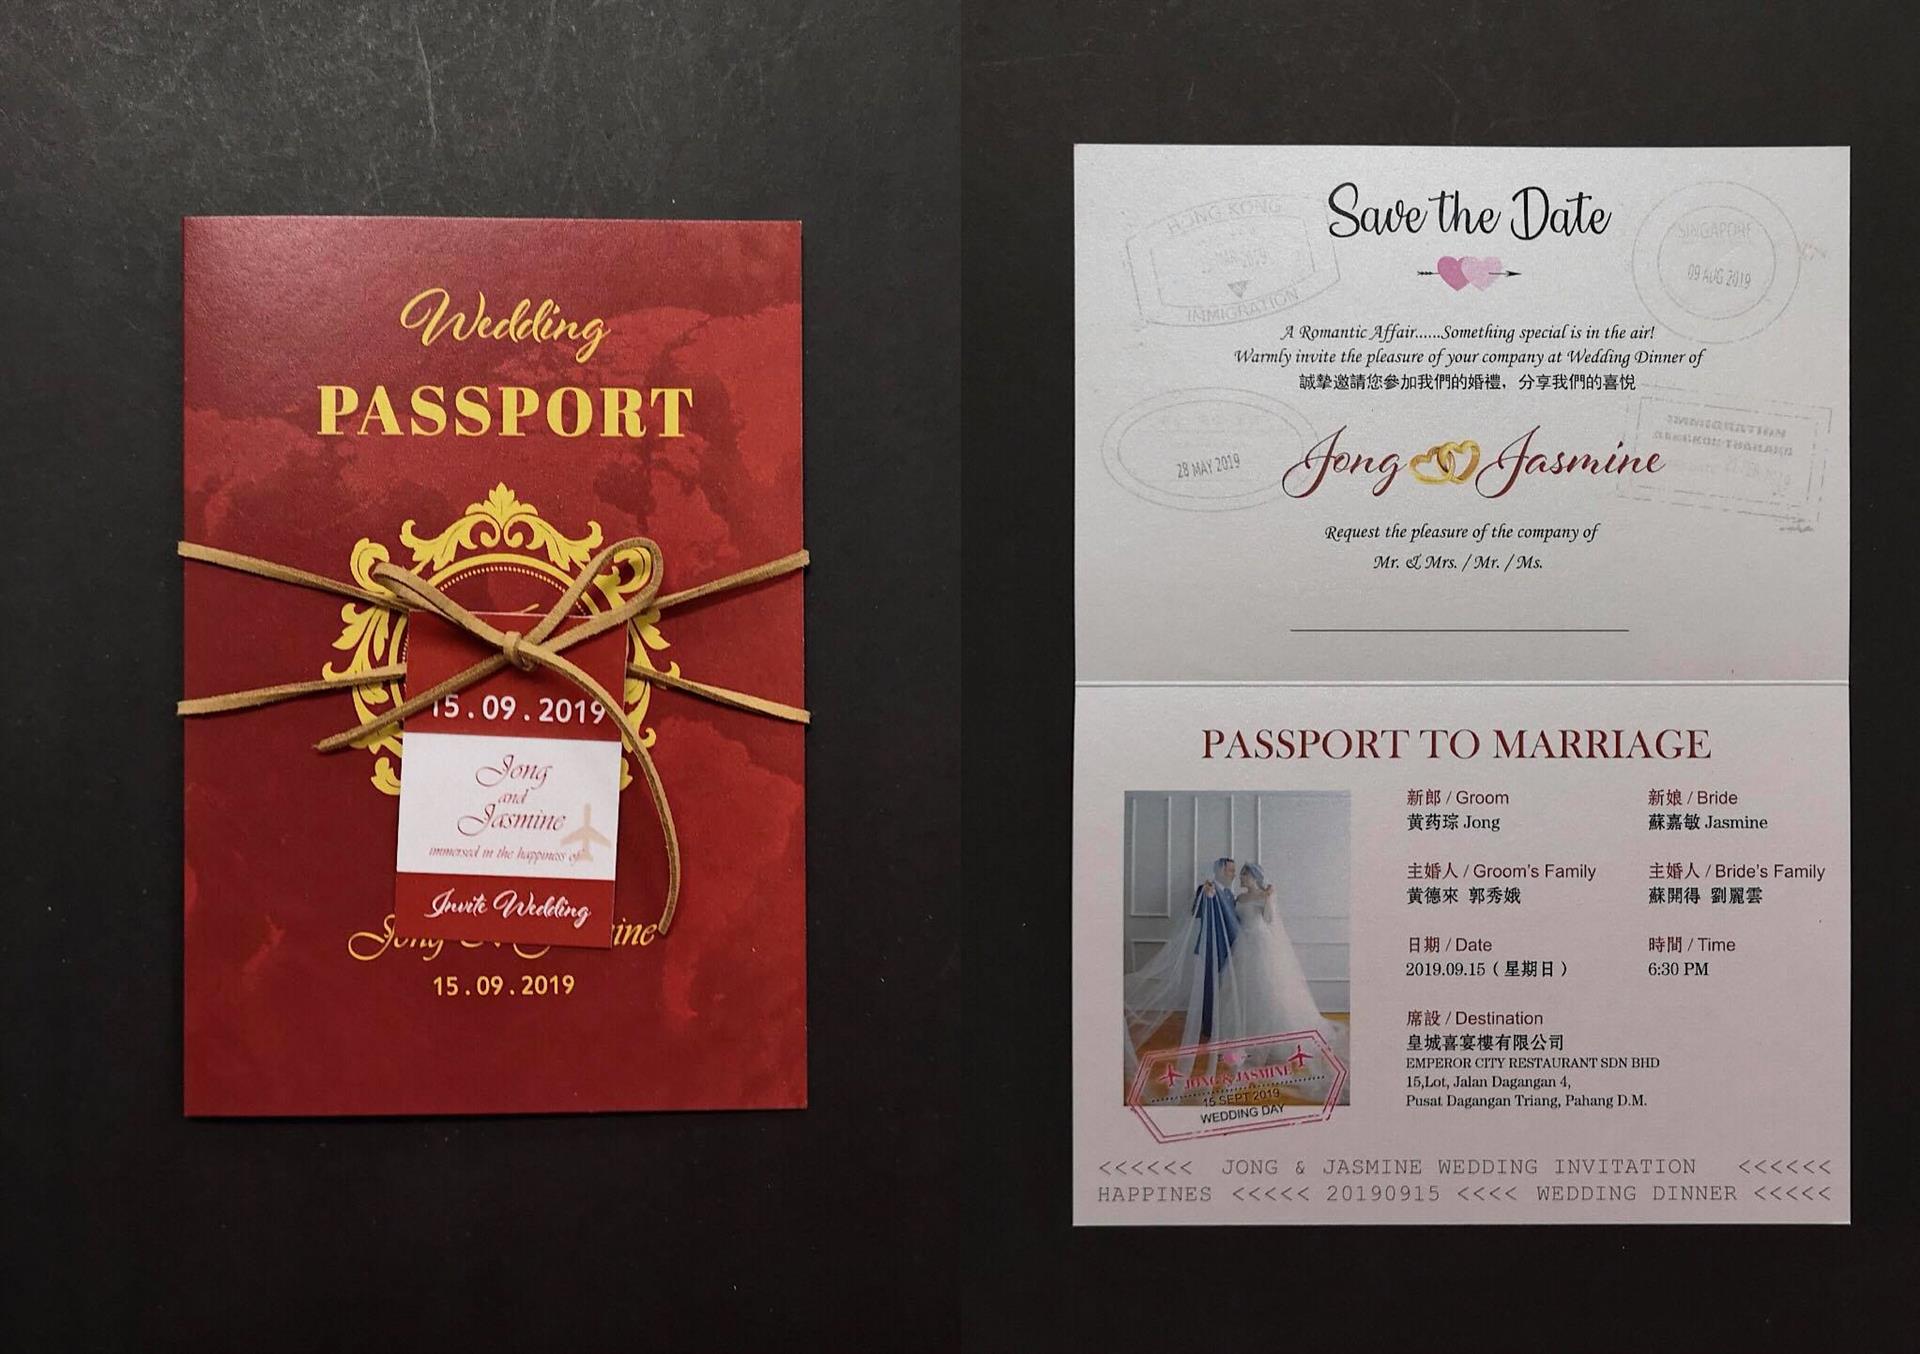 Wedding
PASSPORT
15.09.2019
Jong
and
Jasmine
immersed in the happiness of
Invite Wedding
Jong
15.09.2019
Save the Date
HONG KONG
IMMIGRATION
SINGAPORE
09 AUG 2019
A Romantic Affair......Something special is in the air!
Warmly invite the pleasure of your company at Wedding Dinner of
誠摯邀請您參加我們的婚禮，分享我們的喜悅
28 MAY 2019
Jong Jasmine
Request the pleasure of the company of
Mr. & Mrs. / Mr. / Ms.
PASSPORT TO MARRIAGE
新郎 / Groom
黄药琮 Jong
新娘 / Bride
蘇嘉敏 Jasmine
主婚人 / Groom's Family
黄德來 郭秀娥
主婚人 / Bride's Family
蘇開得 劉麗雲
日期 / Date
2019.09.15 ( 星期日 )
時間 / Time
6:30 PM
席設 / Destination
皇城喜宴樓有限公司
EMPEROR CITY RESTAURANT SDN BHD
15,Lot, Jalan Dagangan 4,
Pusat Dagangan Triang, Pahang D.M.
JONG & JASMINE
15 SEPT 2019
WEDDING DAY
<<<<<< JONG & JASMINE WEDDING INVITATION <<<<<<
HAPPINES <<<<< 20190915 <<<< WEDDING DINNER <<<<<